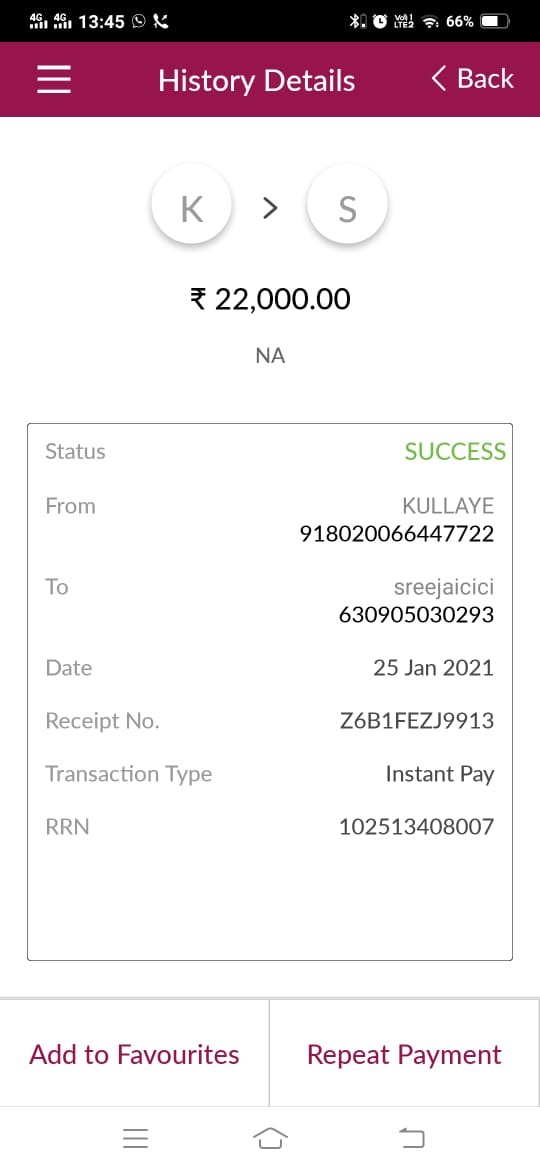 4G 4G 13:45 VoD LTE2 66%
History Details Back
K > S
₹ 22,000.00
NA
Status SUCCESS
From KULLAYE
918020066447722
To sreejaicici
630905030293
Date 25 Jan 2021
Receipt No. Z6B1FEZJ9913
Transaction Type Instant Pay
RRN 102513408007
Add to Favourites Repeat Payment